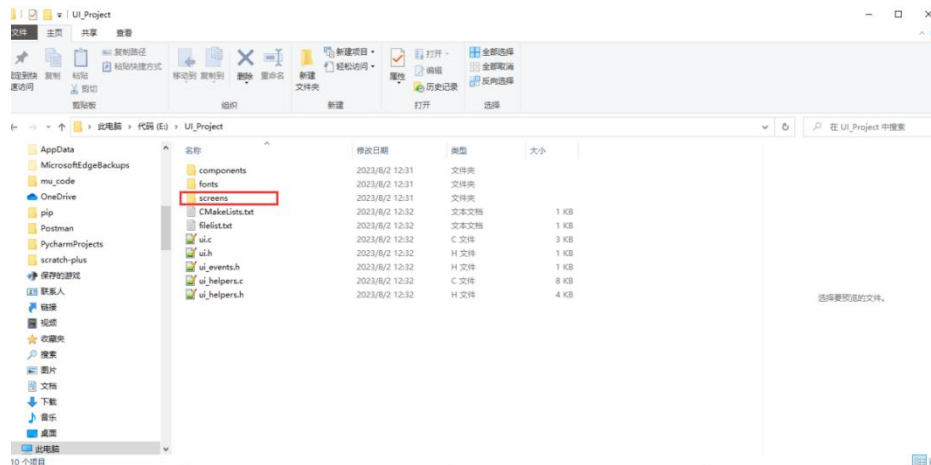 UI_Project
文件 主页 共享 查看
复制 粘贴 复制路径 粘贴快捷方式 剪切
移动到 复制到 删除 重命名 新建文件夹
新建项目 轻松访问 属性 打开 编辑 历史记录
全部选择 全部取消 反向选择
剪贴板 组织 新建 打开 选择
此电脑 › 代码 (E:) › UI_Project
在 UI_Project 中搜索
名称 修改日期 类型 大小
AppData
MicrosoftEdgeBackups
mu_code
OneDrive
pip
Postman
PycharmProjects
scratch-plus
保存的游戏
联系人
链接
视频
收藏夹
搜索
图片
文档
下载
音乐
桌面
此电脑
components 2023/8/2 12:31 文件夹
fonts 2023/8/2 12:31 文件夹
screens 2023/8/2 12:31 文件夹
CMakeLists.txt 2023/8/2 12:32 文本文档 1 KB
filelist.txt 2023/8/2 12:32 文本文档 1 KB
ui.c 2023/8/2 12:32 C 文件 3 KB
ui.h 2023/8/2 12:32 H 文件 1 KB
ui_events.h 2023/8/2 12:32 H 文件 1 KB
ui_helpers.c 2023/8/2 12:32 C 文件 8 KB
ui_helpers.h 2023/8/2 12:32 H 文件 4 KB
选择要预览的文件。
10 个项目